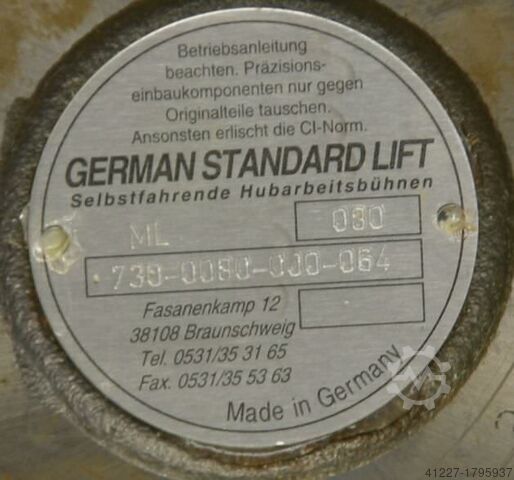 Betriebsanleitung
beachten. Präzisions-
einbaukomponenten nur gegen
Originalteile tauschen.
Ansonsten erlischt die CI-Norm.
GERMAN STANDARD LIFT
Selbstfahrende Hubarbeitsbühnen
ML 080
730-0080-000-064
Fasanenkamp 12
38108 Braunschweig
Tel. 0531/35 31 65
Fax. 0531/35 53 63
Made in Germany
41227-1795937